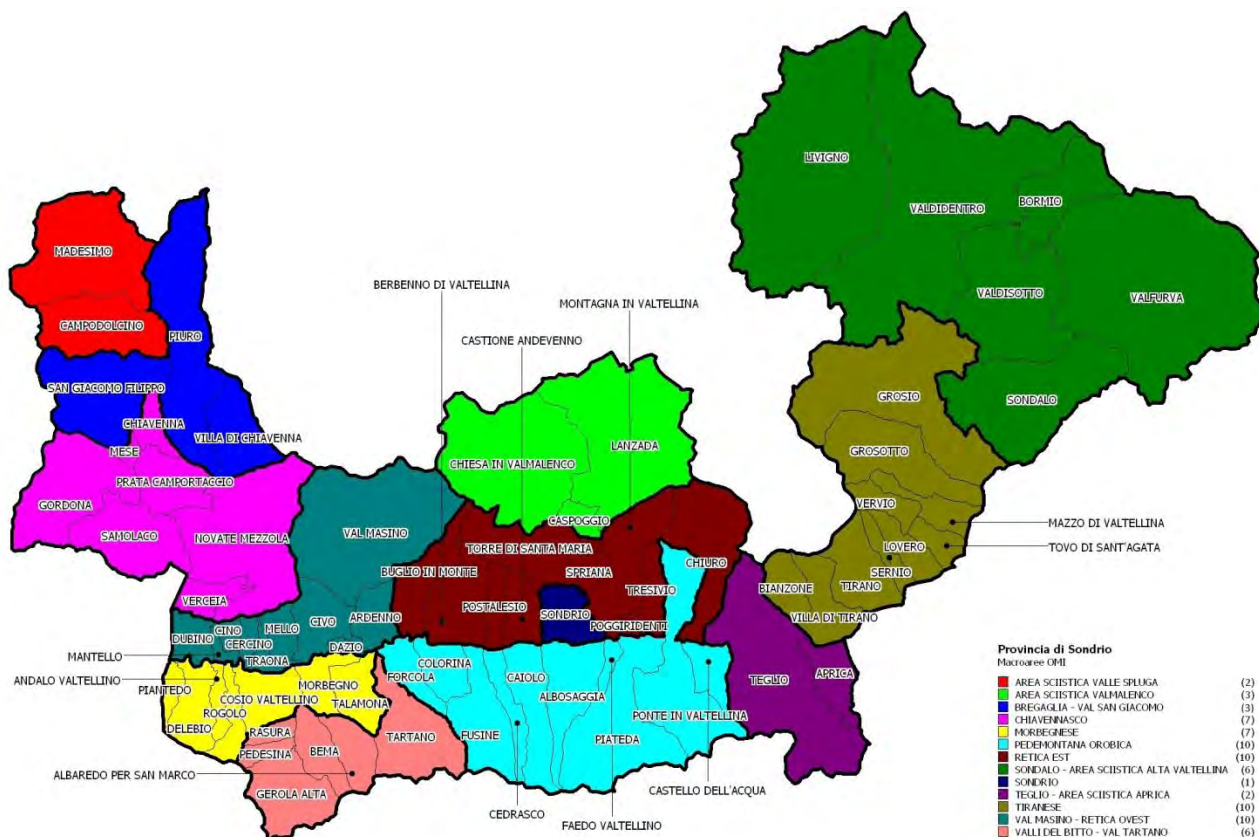 LIVIGNO
BORMIO
VALDIDENTRO
MADESIMO
BERBENNO DI VALTELLINA
VALDISOTTO
VALFURVA
MONTAGNA IN VALTELLINA
CAMPODOLCINO
PIURO
CASTIONE ANDEVENNO
SAN GIACOMO FILIPPO
GROSIO
SONDALO
CHIAVENNA
VILLA DI CHIAVENNA
LANZADA
MESE
GROSOTTO
CHIESA IN VALMALENCO
PRATA CAMPORTACCIO
GORDONA
VERVIO
CASPOGGIO
MAZZO DI VALTELLINA
SAMOLACO
NOVATE MEZZOLA
VAL MASINO
TORRE DI SANTA MARIA
LOVERO
TOVO DI SANT'AGATA
CHIURO
SERNIO
BUGLIO IN MONTE
SPRIANA
TRESIVIO
BIANZONE
TIRANO
VERCEIA
POSTALESIO
SONDRIO
VILLA DI TIRANO
CIVO
ARDENNO
POGGIRIDENTI
DUBINO
CINO
MELLO
CERCINO
DAZIO
MANTELLO
TRAONA
COLORINA
CAIOLO
FORCOLA
APRIGA
ANDALO VALTELLINO
PIANTEDO
MORBEGNO
TEGLIO
ALBOSAGGIA
COSIO VALTELLINO
TALAMONA
ROGOLO
PONTE IN VALTELLINA
DELEBIO
RASURA
FUSINE
TARTANO
PIATEDA
PEDESINA
BEMA
ALBAREDO PER SAN MARCO
GEROLA ALTA
CASTELLO DELL'ACQUA
CEDRASCO
FAEDO VALTELLINO
Provincia di Sondrio
Macroaree OMI
AREA SCIISTICA VALLE SPLUGA (2)
AREA SCIISTICA VALMALENCO (3)
BREGAGLIA - VAL SAN GIACOMO (3)
CHIAVENNASCO (7)
MORBEGNESE (7)
PEDEMONTANA OROBICA (10)
RETICA EST (10)
SONDALO - AREA SCIISTICA ALTA VALTELLINA (6)
SONDRIO (1)
TEGLIO - AREA SCIISTICA APRICA (2)
TIRANESE (10)
VAL MASINO - RETICA OVEST (10)
VALLI DEL BITTO - VAL TARTANO (6)